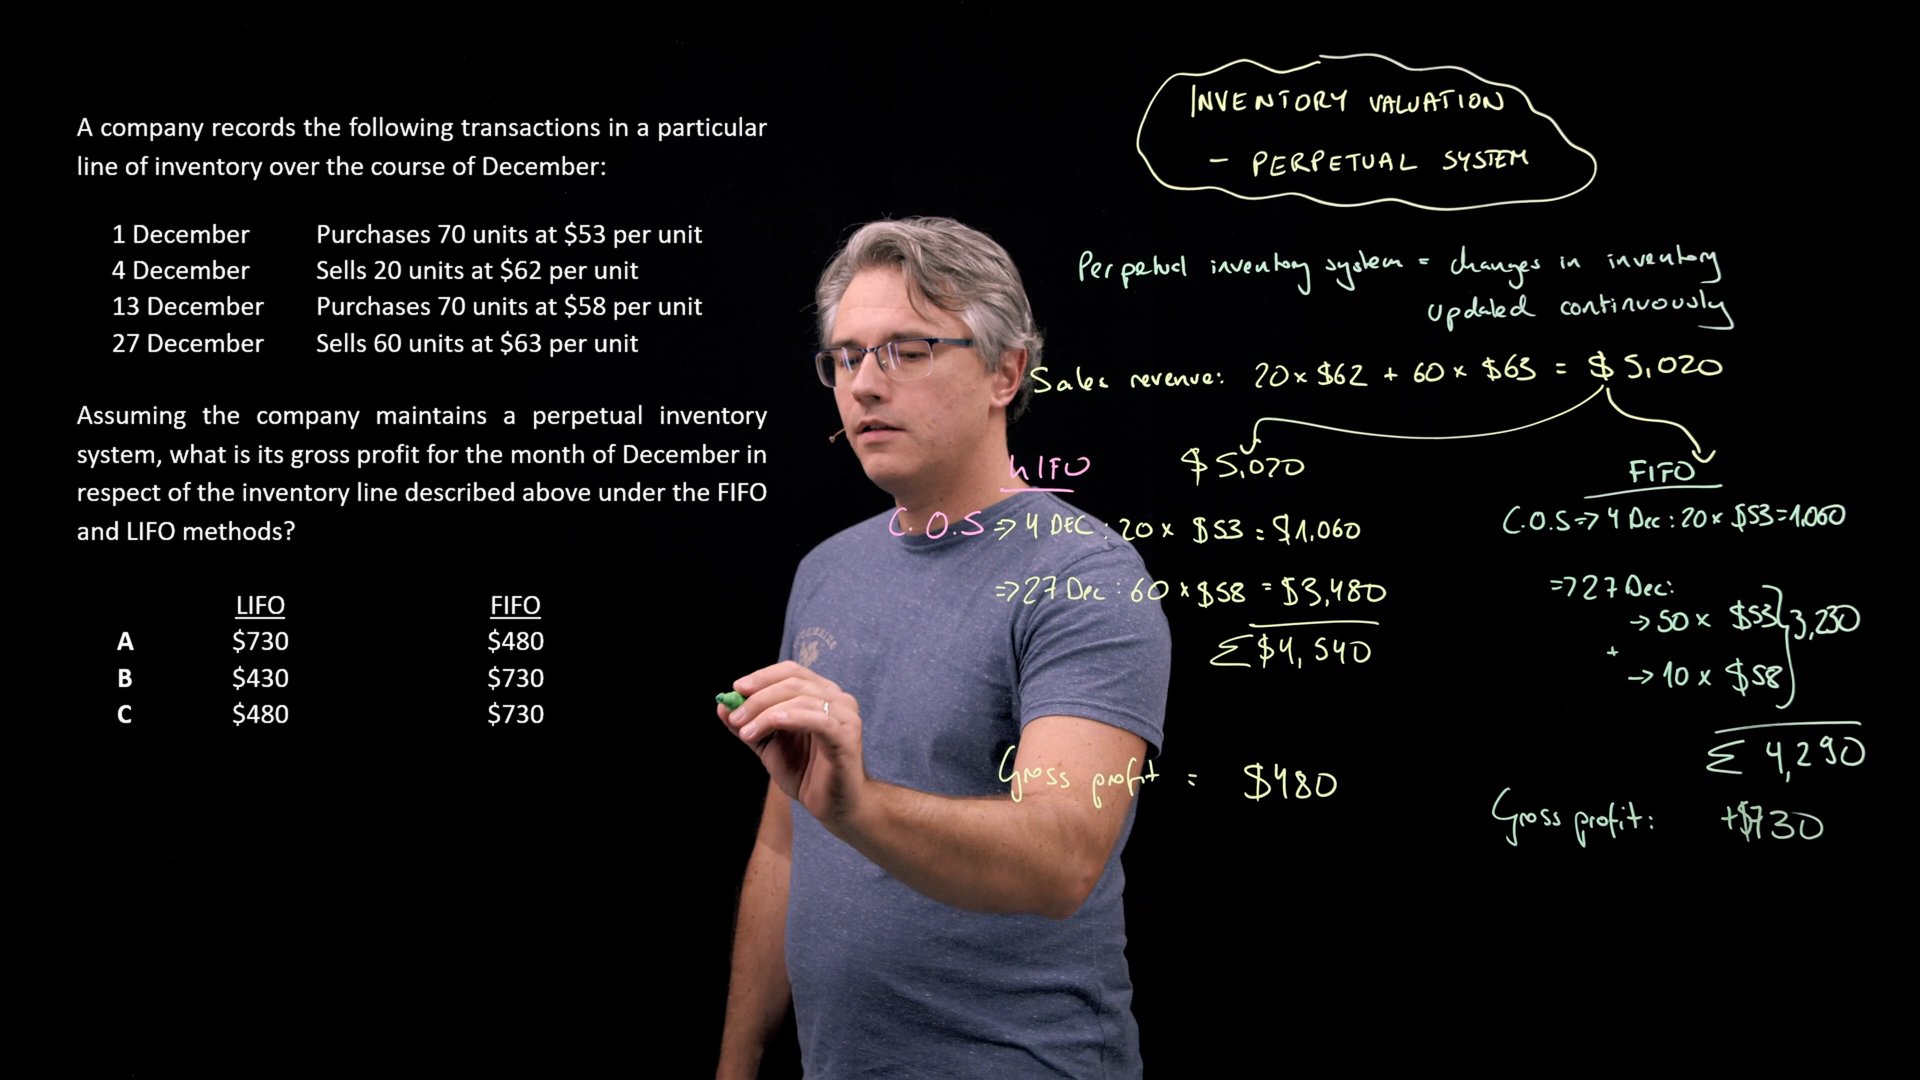 A company records the following transactions in a particular
line of inventory over the course of December:
1 December Purchases 70 units at $53 per unit
4 December Sells 20 units at $62 per unit
13 December Purchases 70 units at $58 per unit
27 December Sells 60 units at $63 per unit
Assuming the company maintains a perpetual inventory
system, what is its gross profit for the month of December in
respect of the inventory line described above under the FIFO
and LIFO methods?
LIFO FIFO
A $730 $480
B $430 $730
C $480 $730
INVENTORY VALUATION
- PERPETUAL SYSTEM
Perpetual inventory system = changes in inventory
updated continuously
Sales revenue: 20 x $62 + 60 x $63 = $5,020
LIFO $5,020
C.O.S => 4 DEC: 20 x $53 = $1,060
=> 27 Dec: 60 x $58 = $3,480
Σ $4,540
Gross profit = $480
FIFO
C.O.S => 4 Dec: 20 x $53 = 1,060
=> 27 Dec:
-> 50 x $53 3,230
+
-> 10 x $58
Σ 4,290
Gross profit: +$730